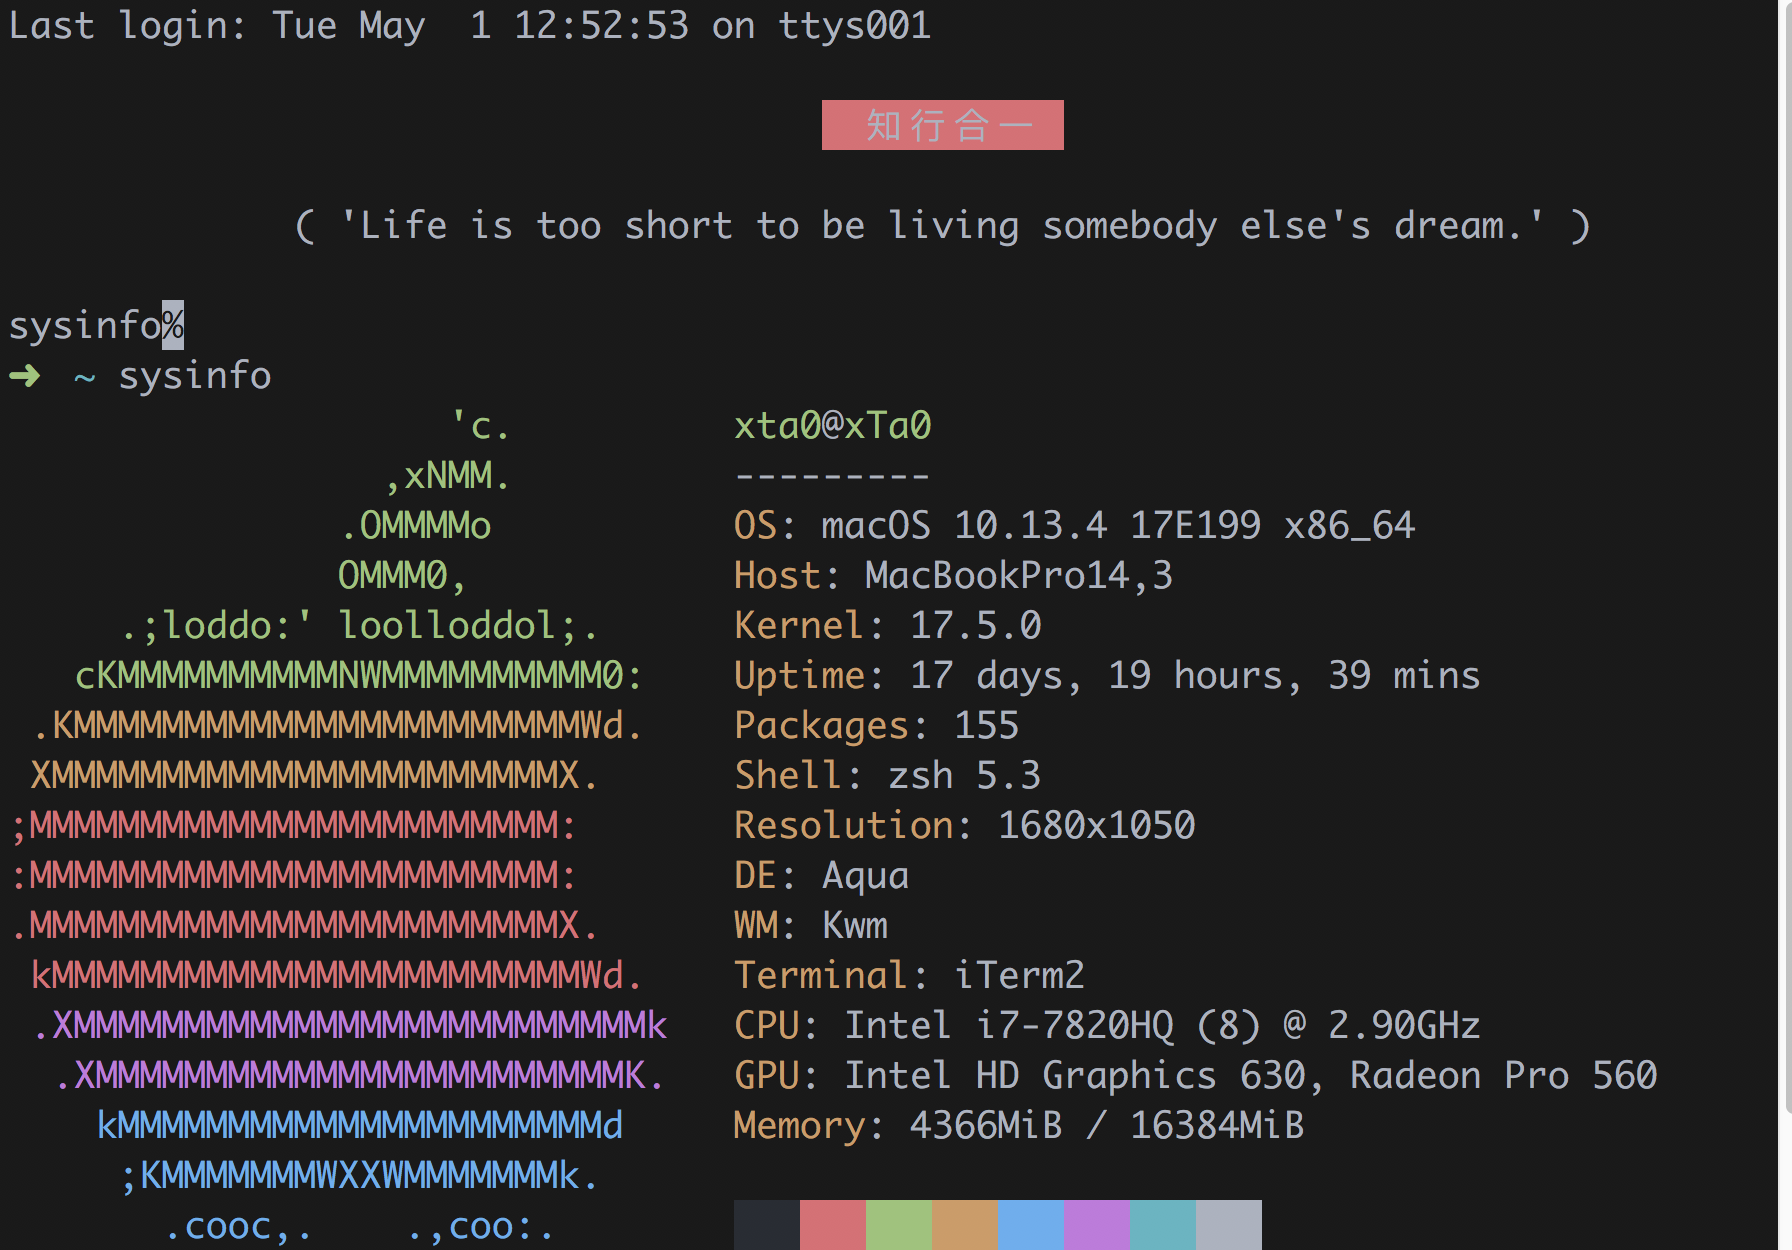 Last login: Tue May  1 12:52:53 on ttys001
知行合一
( 'Life is too short to be living somebody else's dream.' )
sysinfo%
➜  ~ sysinfo
                    'c.          xta0@xTa0
                 ,xNMM.          ---------
               .OMMMMo           OS: macOS 10.13.4 17E199 x86_64
               OMMM0,            Host: MacBookPro14,3
     .;loddo:' loolloddol;.      Kernel: 17.5.0
   cKMMMMMMMMMMNWMMMMMMMMMM0:    Uptime: 17 days, 19 hours, 39 mins
 .KMMMMMMMMMMMMMMMMMMMMMMMWd.    Packages: 155
 XMMMMMMMMMMMMMMMMMMMMMMMX.      Shell: zsh 5.3
;MMMMMMMMMMMMMMMMMMMMMMMM:       Resolution: 1680x1050
:MMMMMMMMMMMMMMMMMMMMMMMM:       DE: Aqua
.MMMMMMMMMMMMMMMMMMMMMMMMX.      WM: Kwm
 kMMMMMMMMMMMMMMMMMMMMMMMMWd.    Terminal: iTerm2
 .XMMMMMMMMMMMMMMMMMMMMMMMMMMk   CPU: Intel i7-7820HQ (8) @ 2.90GHz
  .XMMMMMMMMMMMMMMMMMMMMMMMMK.   GPU: Intel HD Graphics 630, Radeon Pro 560
    kMMMMMMMMMMMMMMMMMMMMMMd     Memory: 4366MiB / 16384MiB
     ;KMMMMMMMWXXWMMMMMMMk.
       .cooc,.    .,coo:.